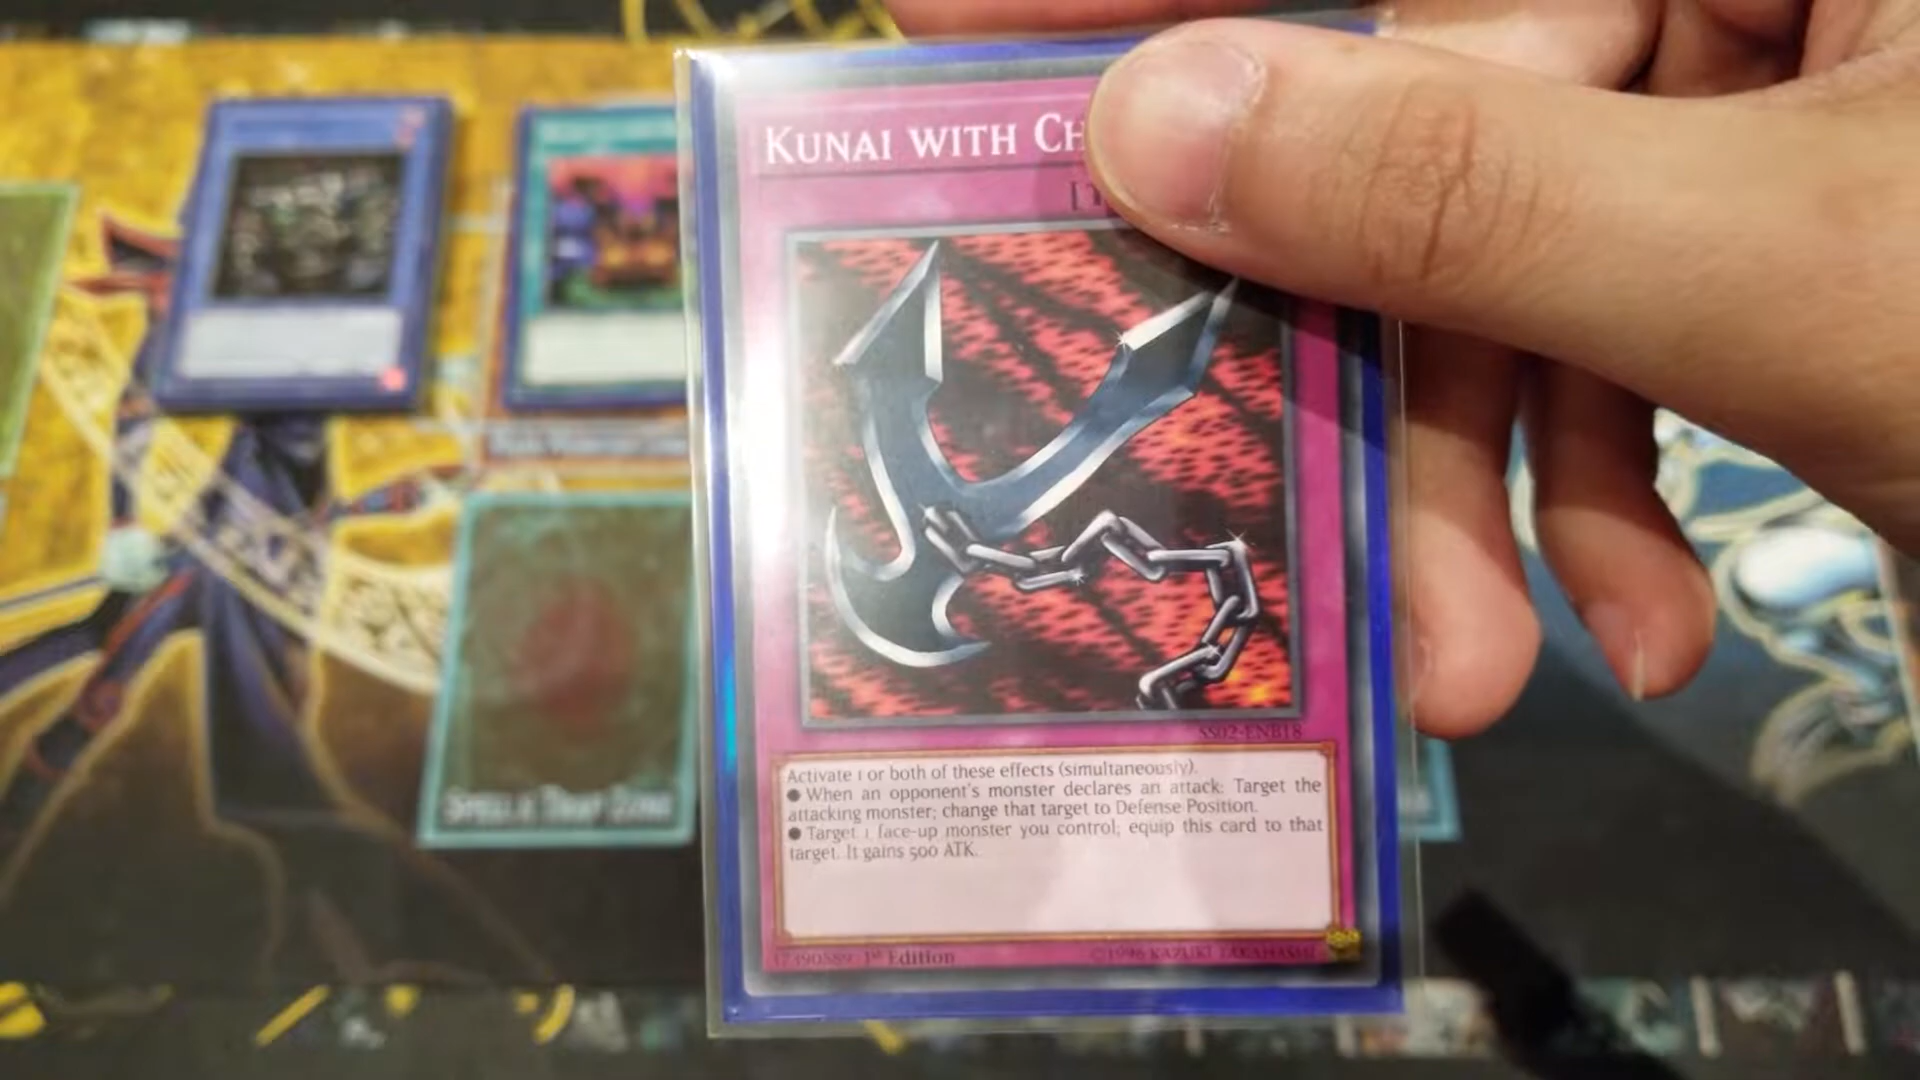 KUNAI WITH CH
SS02-ENB18
Activate 1 or both of these effects (simultaneously).
● When an opponent's monster declares an attack: Target the
attacking monster; change that target to Defense Position.
● Target 1 face-up monster you control; equip this card to that
target. It gains 500 ATK.
1st Edition
©1996 KAZUKI TAKAHASHI
SPELL & TRAP ZONE